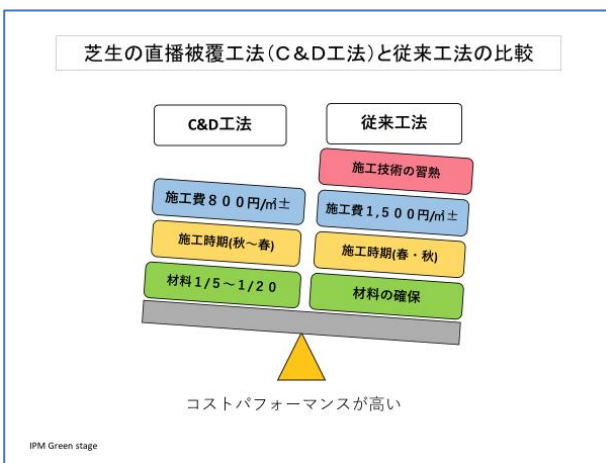 芝生の直播被覆工法(C&D工法)と従来工法の比較
C&D工法
従来工法
施工技術の習熟
施工費800円/㎡±
施工費1,500円/㎡±
施工時期(秋～春)
施工時期(春・秋)
材料1/5～1/20
材料の確保
コストパフォーマンスが高い
IPM Green stage